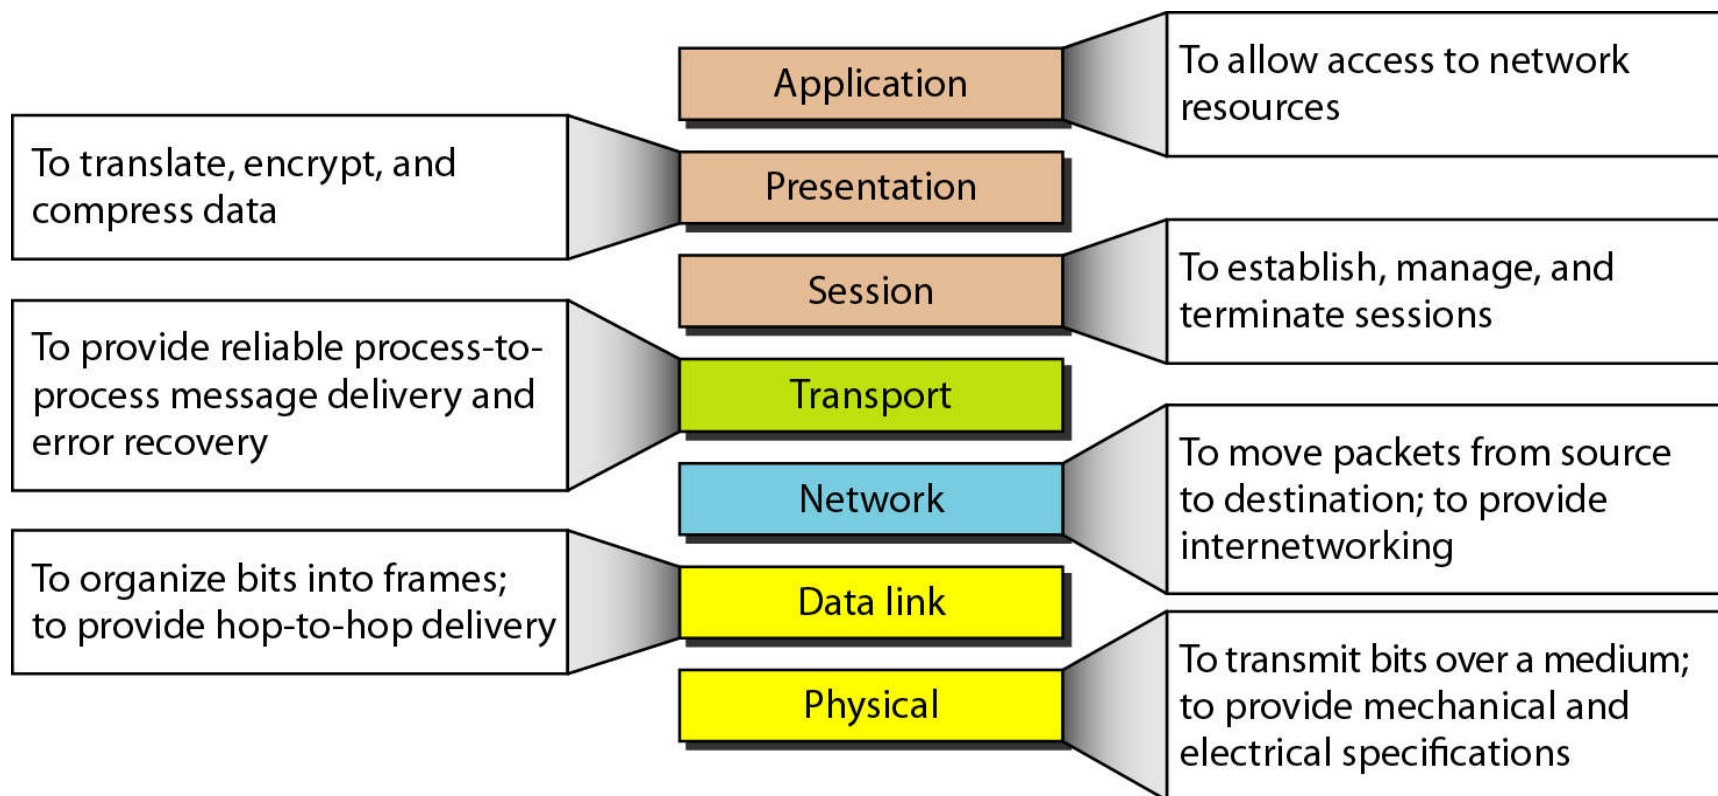 Application
To allow access to network
resources
To translate, encrypt, and
compress data
Presentation
Session
To establish, manage, and
terminate sessions
To provide reliable process-to-
process message delivery and
error recovery
Transport
Network
To move packets from source
to destination; to provide
internetworking
To organize bits into frames;
to provide hop-to-hop delivery
Data link
Physical
To transmit bits over a medium;
to provide mechanical and
electrical specifications